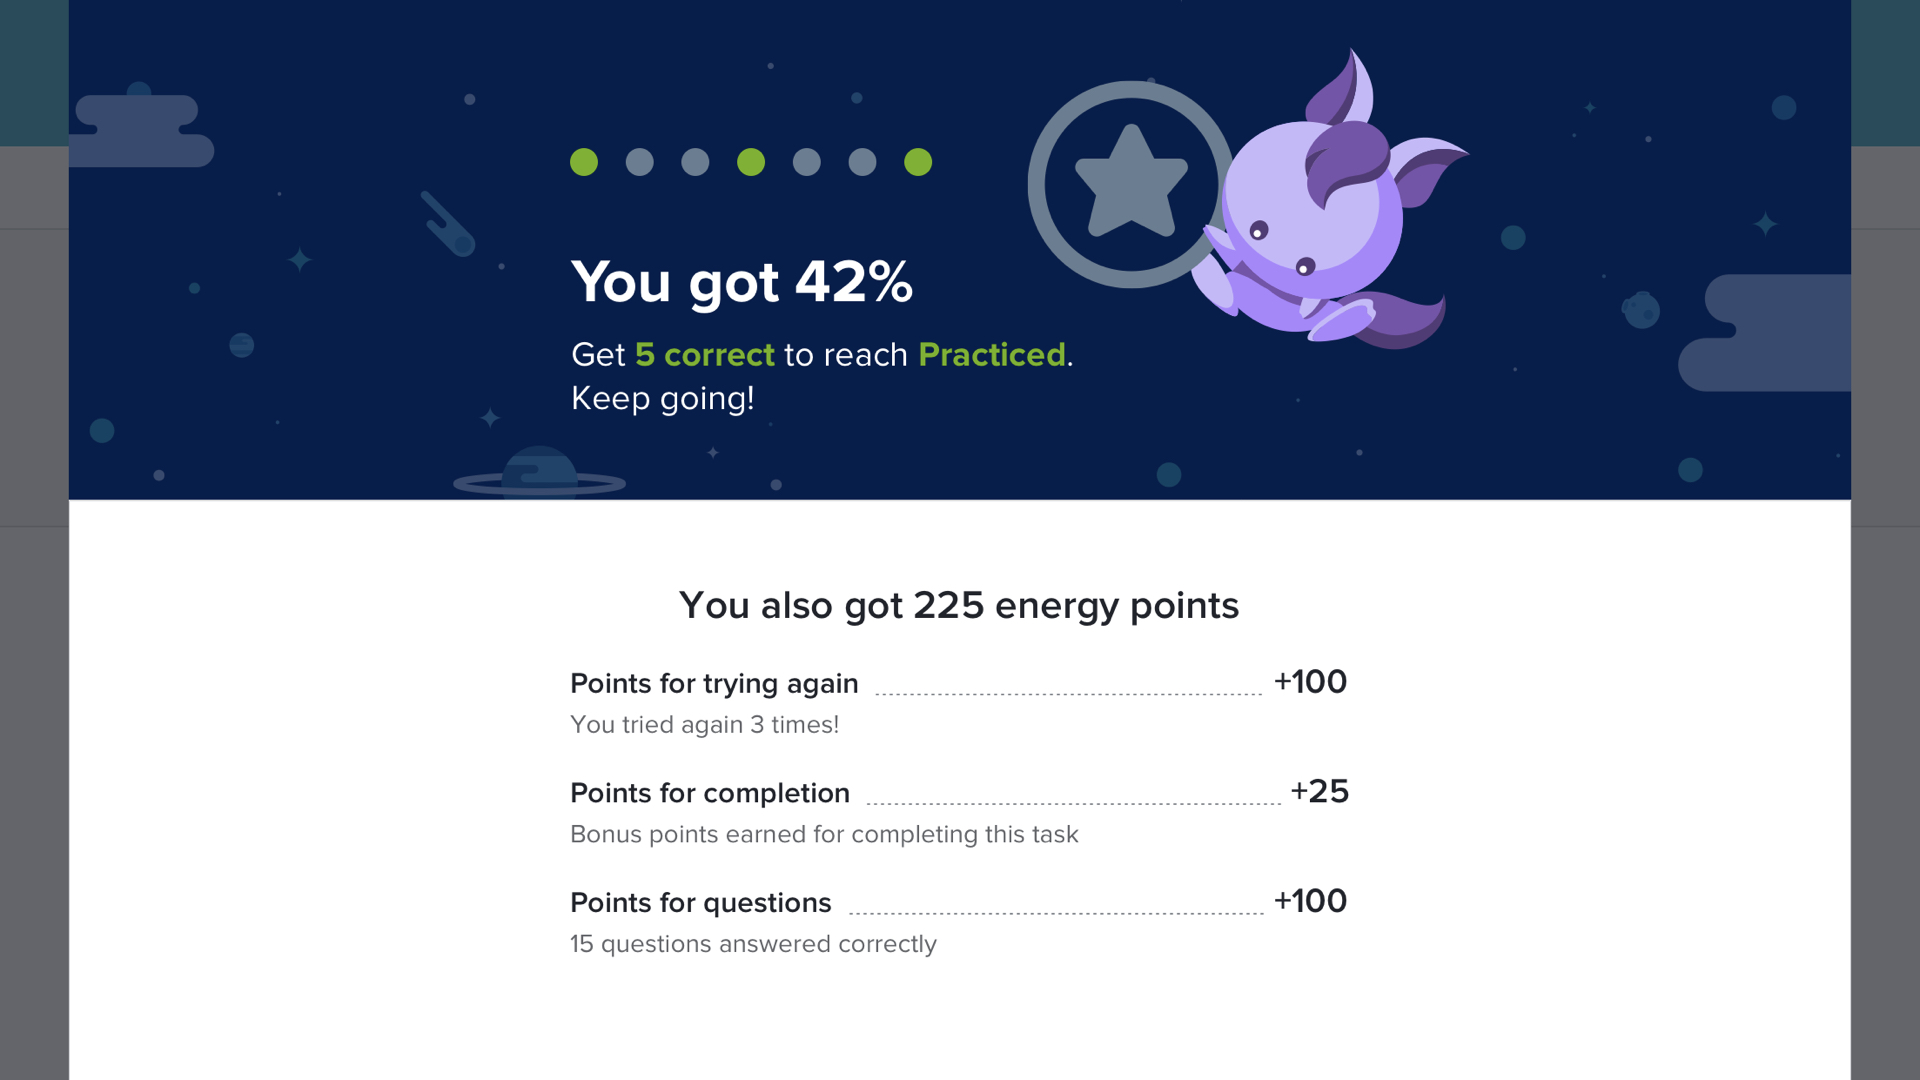 You got 42%
Get 5 correct to reach Practiced.
Keep going!
You also got 225 energy points
Points for trying again +100
You tried again 3 times!
Points for completion +25
Bonus points earned for completing this task
Points for questions +100
15 questions answered correctly